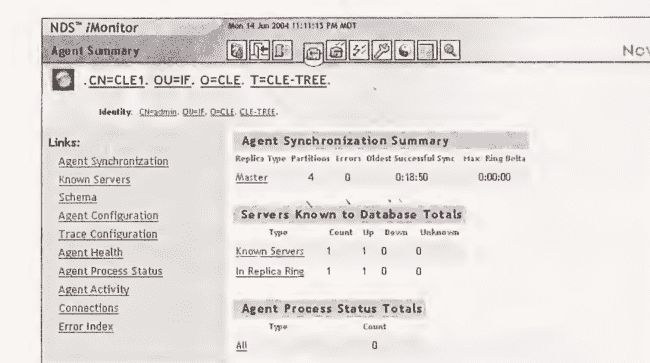 NDS™ iMonitor
Mon 14 Jun 2004 11:11:15 PM MDT
Agent Summary
Nov
.CN=CLE1. OU=IF. O=CLE. T=CLE-TREE.
Identity. CN=admin. OU=IF. O=CLE. CLE-TREE.
Links:
Agent Synchronization
Known Servers
Schema
Agent Configuration
Trace Configuration
Agent Health
Agent Process Status
Agent Activity
Connections
Error Index
Agent Synchronization Summary
Replica Type Partitions Errors Oldest Successful Sync Max Ring Delta
Master 4 0 0:18:50 0:00:00
Servers Known to Database Totals
Type Count Up Down Unknown
Known Servers 1 1 0 0
In Replica Ring 1 1 0 0
Agent Process Status Totals
Type Count
All 0